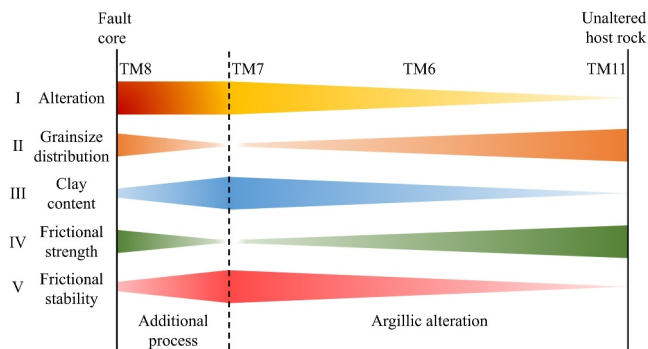 Fault
core
Unaltered
host rock
TM8
TM7
TM6
TM11
I Alteration
II Grainsize
distribution
III Clay
content
IV Frictional
strength
V Frictional
stability
Additional
process
Argillic alteration